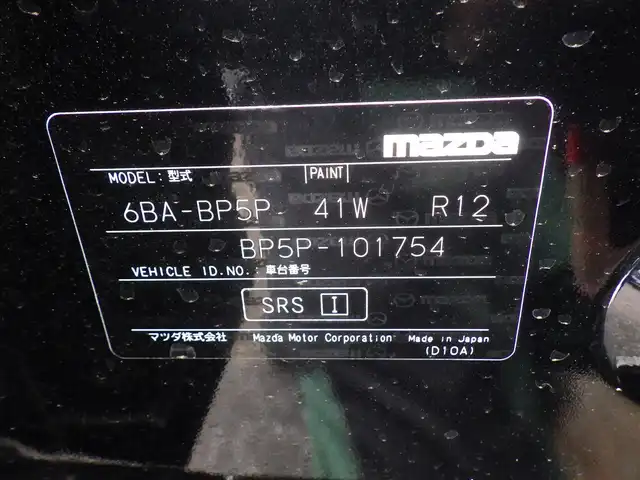 mazda
MODEL: 型式 PAINT
6BA-BP5P 41W R12
BP5P-101754
VEHICLE ID.NO.: 車台番号
SRS I
マツダ株式会社 Mazda Motor Corporation Made in Japan
(D10A)